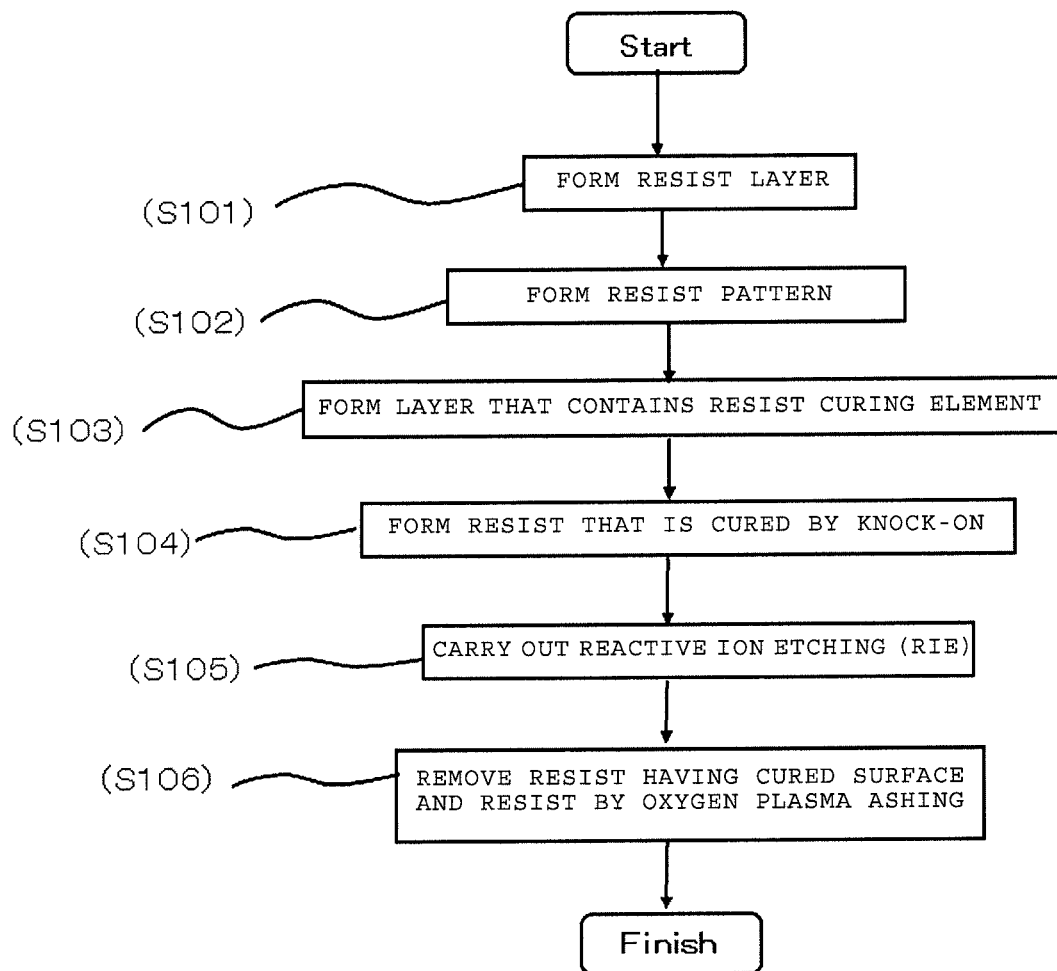 Start
(S101)
FORM RESIST LAYER
(S102)
FORM RESIST PATTERN
(S103)
FORM LAYER THAT CONTAINS RESIST CURING ELEMENT
(S104)
FORM RESIST THAT IS CURED BY KNOCK-ON
(S105)
CARRY OUT REACTIVE ION ETCHING (RIE)
(S106)
REMOVE RESIST HAVING CURED SURFACE
AND RESIST BY OXYGEN PLASMA ASHING
Finish